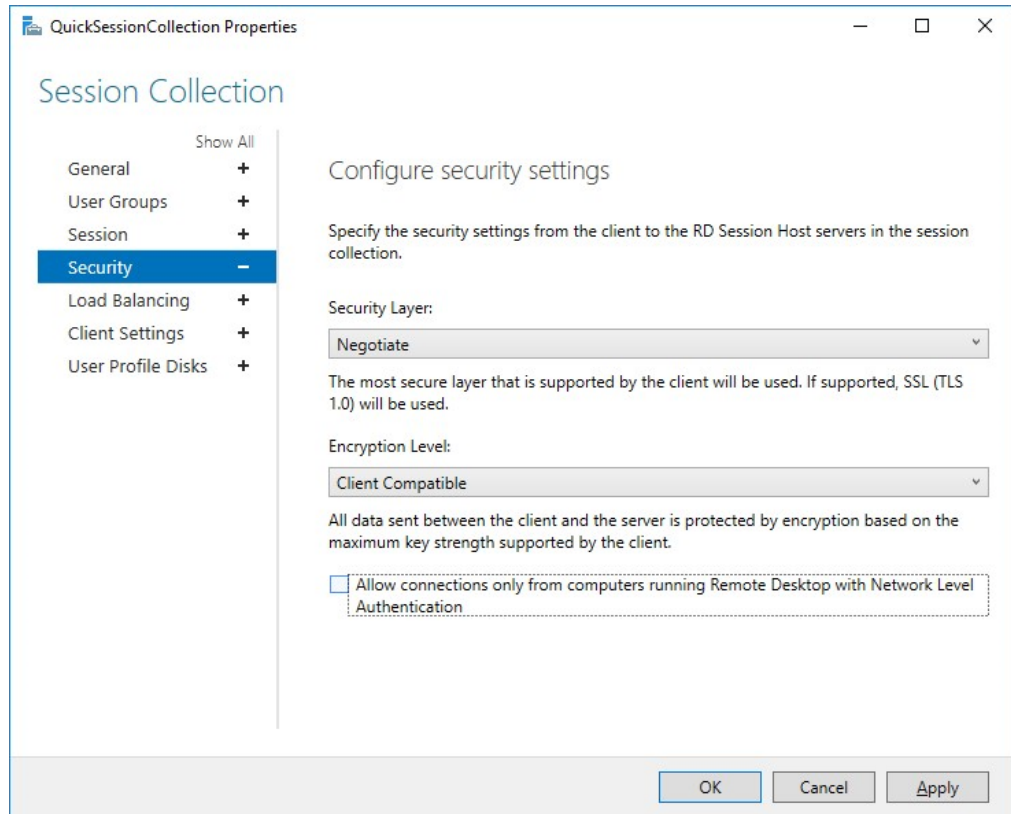 QuickSessionCollection Properties
Session Collection
Show All
General +
User Groups +
Session +
Security −
Load Balancing +
Client Settings +
User Profile Disks +
Configure security settings
Specify the security settings from the client to the RD Session Host servers in the session
collection.
Security Layer:
Negotiate
The most secure layer that is supported by the client will be used. If supported, SSL (TLS
1.0) will be used.
Encryption Level:
Client Compatible
All data sent between the client and the server is protected by encryption based on the
maximum key strength supported by the client.
Allow connections only from computers running Remote Desktop with Network Level
Authentication
OK Cancel Apply